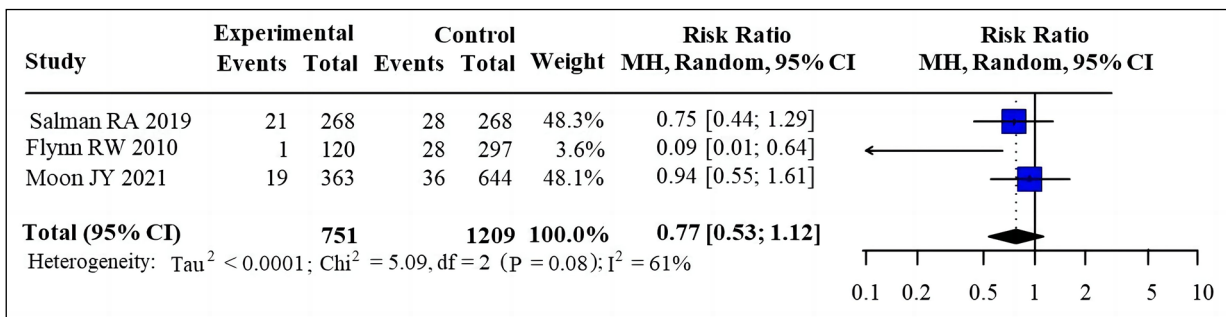 Experimental Control Risk Ratio Risk Ratio
Study Events Total Events Total Weight MH, Random, 95% CI MH, Random, 95% CI
Salman RA 2019 21 268 28 268 48.3% 0.75 [0.44; 1.29]
Flynn RW 2010 1 120 28 297 3.6% 0.09 [0.01; 0.64]
Moon JY 2021 19 363 36 644 48.1% 0.94 [0.55; 1.61]
Total (95% CI) 751 1209 100.0% 0.77 [0.53; 1.12]
Heterogeneity: Tau² < 0.0001; Chi² = 5.09, df = 2 (P = 0.08); I² = 61%
0.1 0.2 0.5 1 2 5 10